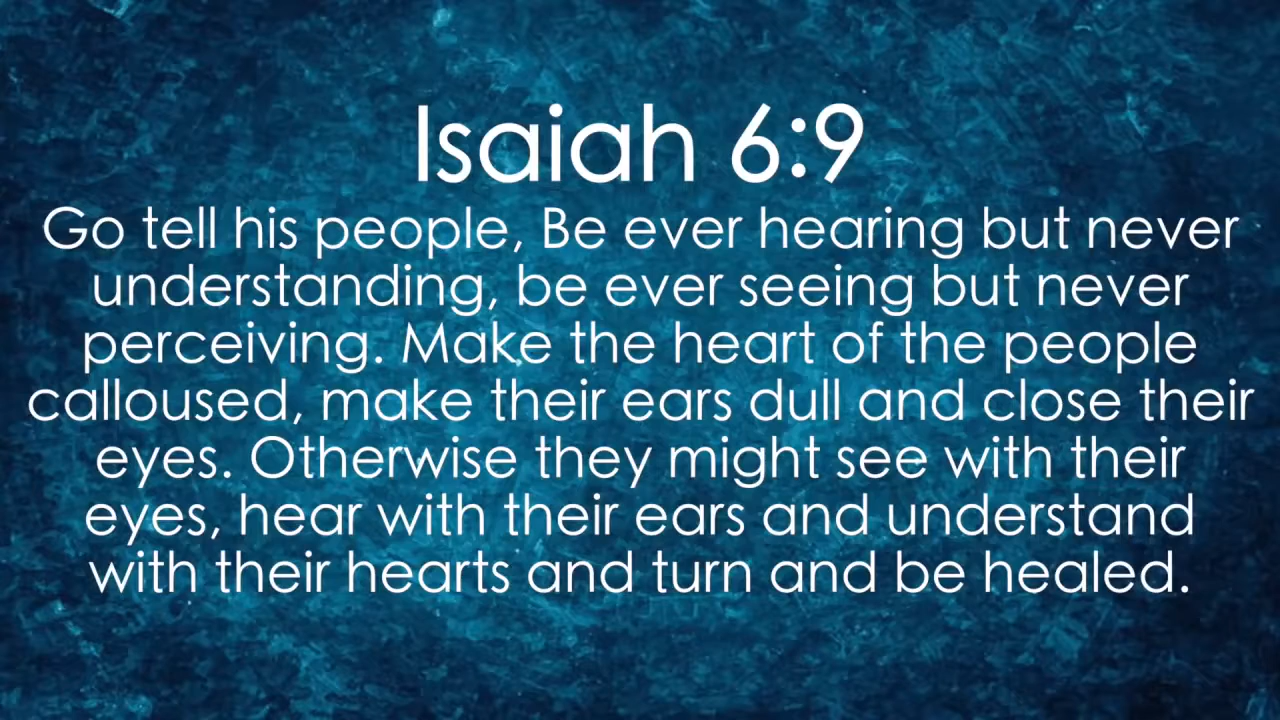 Isaiah 6:9
Go tell his people, Be ever hearing but never
understanding, be ever seeing but never
perceiving. Make the heart of the people
calloused, make their ears dull and close their
eyes. Otherwise they might see with their
eyes, hear with their ears and understand
with their hearts and turn and be healed.